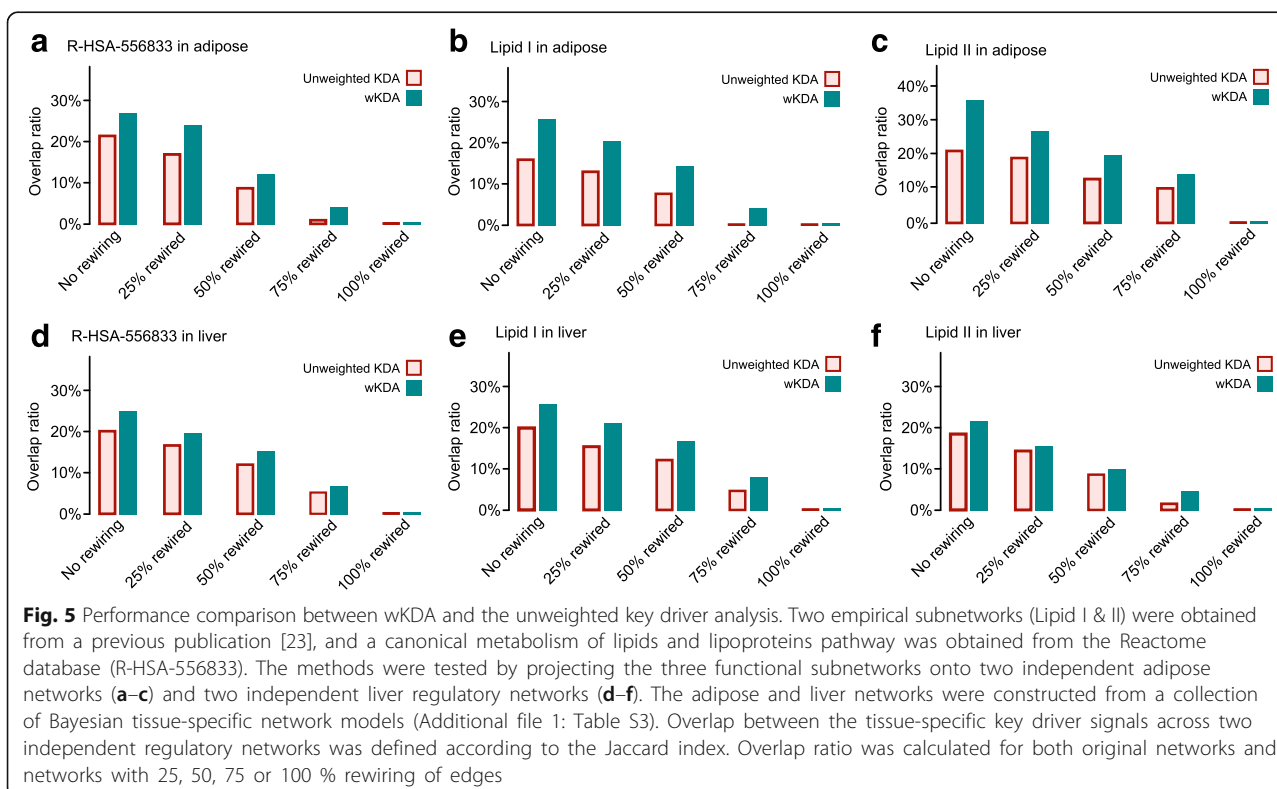 a R-HSA-556833 in adipose
Unweighted KDA
wKDA
Overlap ratio
30%
20%
10%
0%
No rewiring
25% rewired
50% rewired
75% rewired
100% rewired
b Lipid I in adipose
Unweighted KDA
wKDA
Overlap ratio
30%
20%
10%
0%
No rewiring
25% rewired
50% rewired
75% rewired
100% rewired
c Lipid II in adipose
Unweighted KDA
wKDA
Overlap ratio
40%
30%
20%
10%
0%
No rewiring
25% rewired
50% rewired
75% rewired
100% rewired
d R-HSA-556833 in liver
Unweighted KDA
wKDA
Overlap ratio
30%
20%
10%
0%
No rewiring
25% rewired
50% rewired
75% rewired
100% rewired
e Lipid I in liver
Unweighted KDA
wKDA
Overlap ratio
30%
20%
10%
0%
No rewiring
25% rewired
50% rewired
75% rewired
100% rewired
f Lipid II in liver
Unweighted KDA
wKDA
Overlap ratio
30%
20%
10%
0%
No rewiring
25% rewired
50% rewired
75% rewired
100% rewired
Fig. 5 Performance comparison between wKDA and the unweighted key driver analysis. Two empirical subnetworks (Lipid I & II) were obtained
from a previous publication [23], and a canonical metabolism of lipids and lipoproteins pathway was obtained from the Reactome
database (R-HSA-556833). The methods were tested by projecting the three functional subnetworks onto two independent adipose
networks (a–c) and two independent liver regulatory networks (d–f). The adipose and liver networks were constructed from a collection
of Bayesian tissue-specific network models (Additional file 1: Table S3). Overlap between the tissue-specific key driver signals across two
independent regulatory networks was defined according to the Jaccard index. Overlap ratio was calculated for both original networks and
networks with 25, 50, 75 or 100 % rewiring of edges